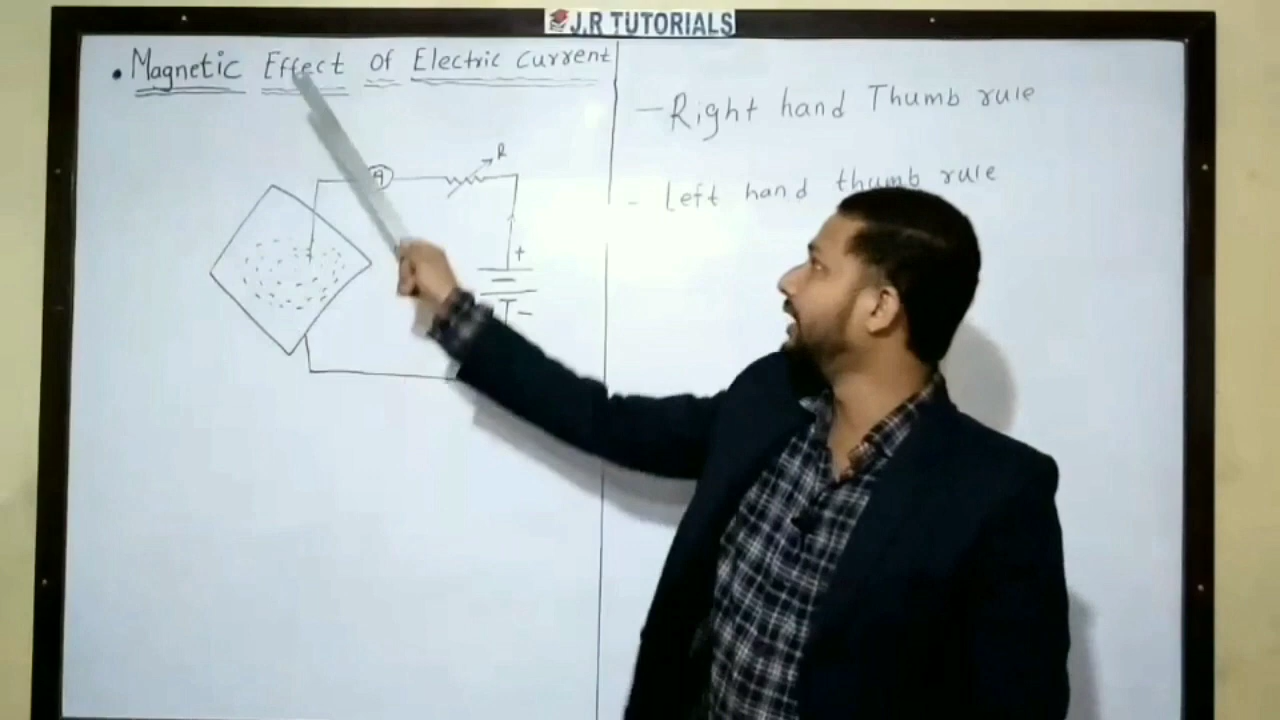 J.R TUTORIALS
• Magnetic Effect of Electric Current
A
R
+
-
- Right hand Thumb rule
- Left hand thumb rule